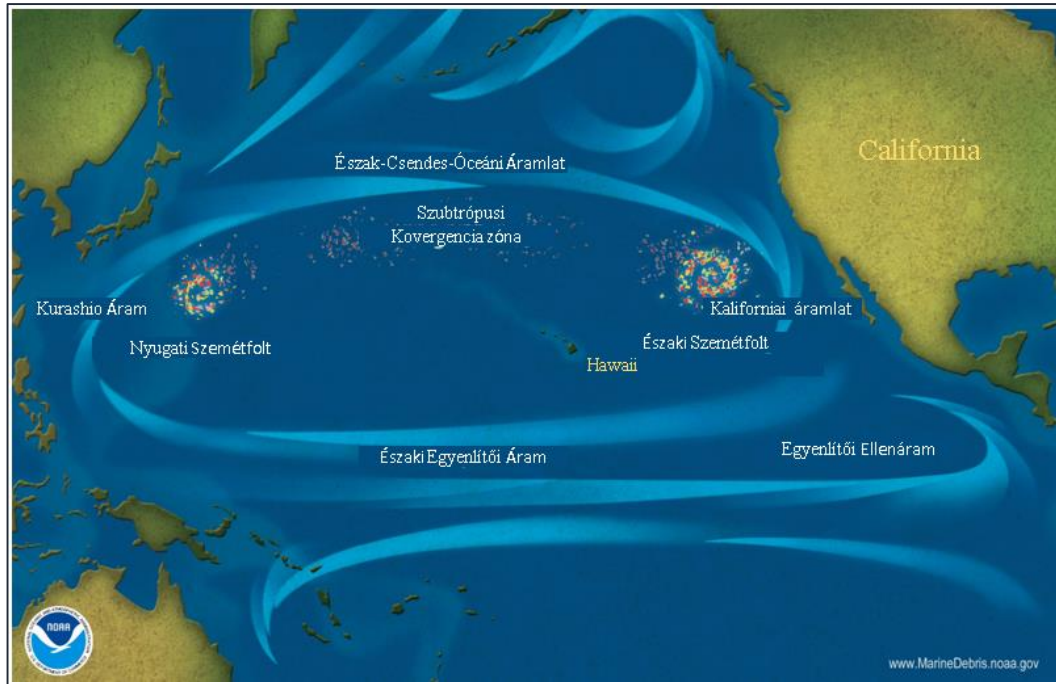 California
Észak-Csendes-Óceáni Áramlat
Szubtrópusi
Kovergencia zóna
Kurashio Áram
Kaliforniai áramlat
Nyugati Szemétfolt
Északi Szemétfolt
Hawaii
Északi Egyenlítői Áram
Egyenlítői Ellenáram
NOAA
www.MarineDebris.noaa.gov